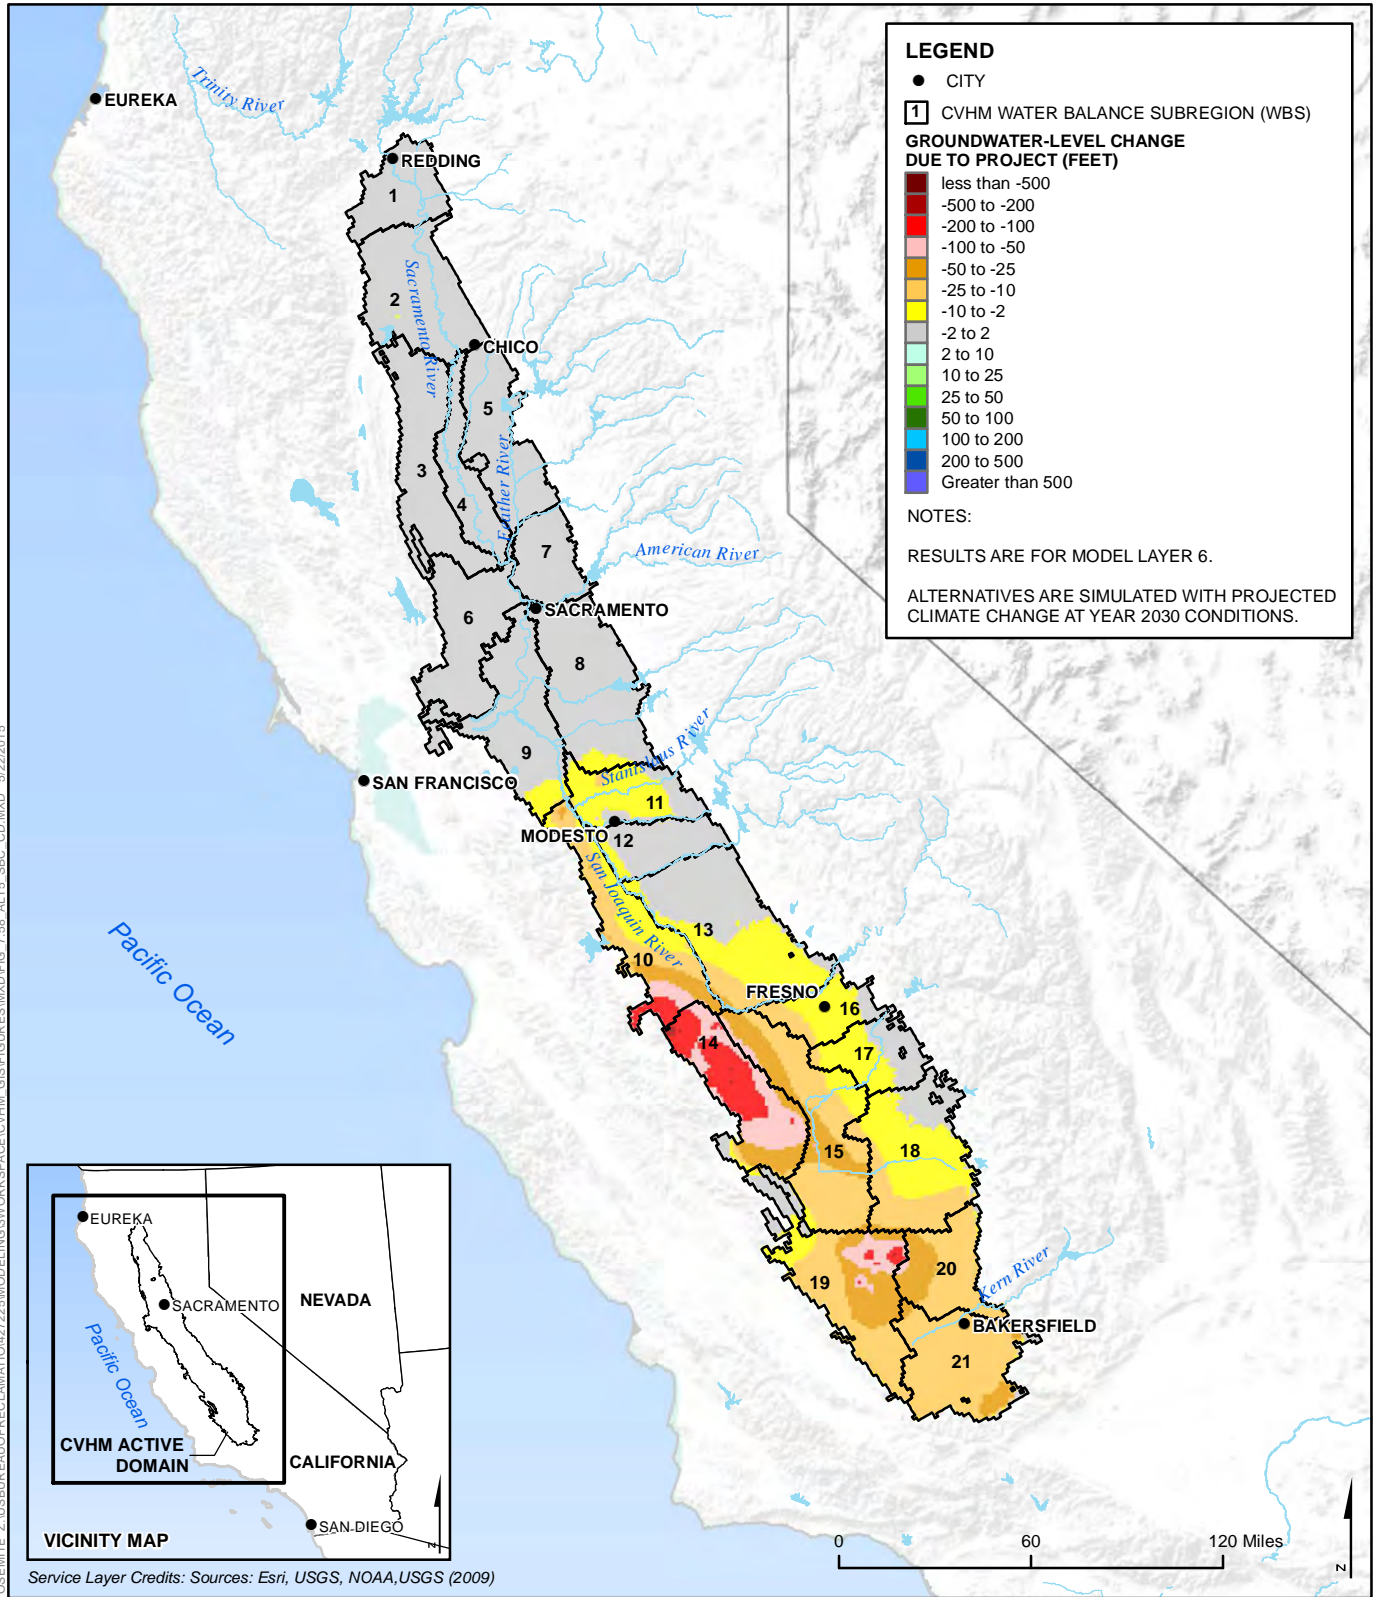 LEGEND
CITY
1 CVHM WATER BALANCE SUBREGION (WBS)
GROUNDWATER-LEVEL CHANGE
DUE TO PROJECT (FEET)
less than -500
-500 to -200
-200 to -100
-100 to -50
-50 to -25
-25 to -10
-10 to -2
-2 to 2
2 to 10
10 to 25
25 to 50
50 to 100
100 to 200
200 to 500
Greater than 500
NOTES:
RESULTS ARE FOR MODEL LAYER 6.
ALTERNATIVES ARE SIMULATED WITH PROJECTED
CLIMATE CHANGE AT YEAR 2030 CONDITIONS.
Trinity River
EUREKA
REDDING
1
2
Sacramento River
CHICO
5
3
4
Feather River
7
American River
SACRAMENTO
6
8
9
Stanislaus River
SAN FRANCISCO
11
MODESTO
12
San Joaquin River
13
10
Pacific Ocean
FRESNO
16
14
17
15
18
19
20
Kern River
BAKERSFIELD
21
EUREKA
SACRAMENTO
NEVADA
Pacific Ocean
CVHM ACTIVE
DOMAIN
CALIFORNIA
SAN DIEGO
VICINITY MAP
N
0 60 120 Miles
N
Service Layer Credits: Sources: Esri, USGS, NOAA,USGS (2009)